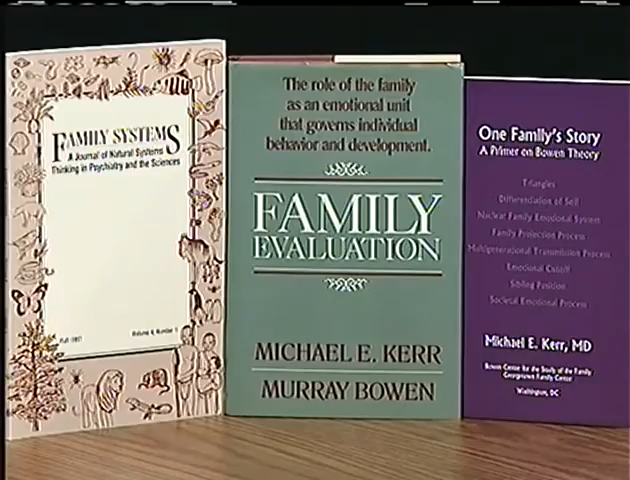 FAMILY SYSTEMS
A Journal of Natural Systems
Thinking in Psychiatry and the Sciences
Fall 1997
Volume 4, Number 1
The role of the family
as an emotional unit
that governs individual
behavior and development.
FAMILY
EVALUATION
MICHAEL E. KERR
MURRAY BOWEN
One Family's Story
A Primer on Bowen Theory
Triangles
Differentiation of Self
Nuclear Family Emotional System
Family Projection Process
Multigenerational Transmission Process
Emotional Cutoff
Sibling Position
Societal Emotional Process
Michael E. Kerr, MD
Bowen Center for the Study of the Family
Georgetown Family Center
Washington, DC